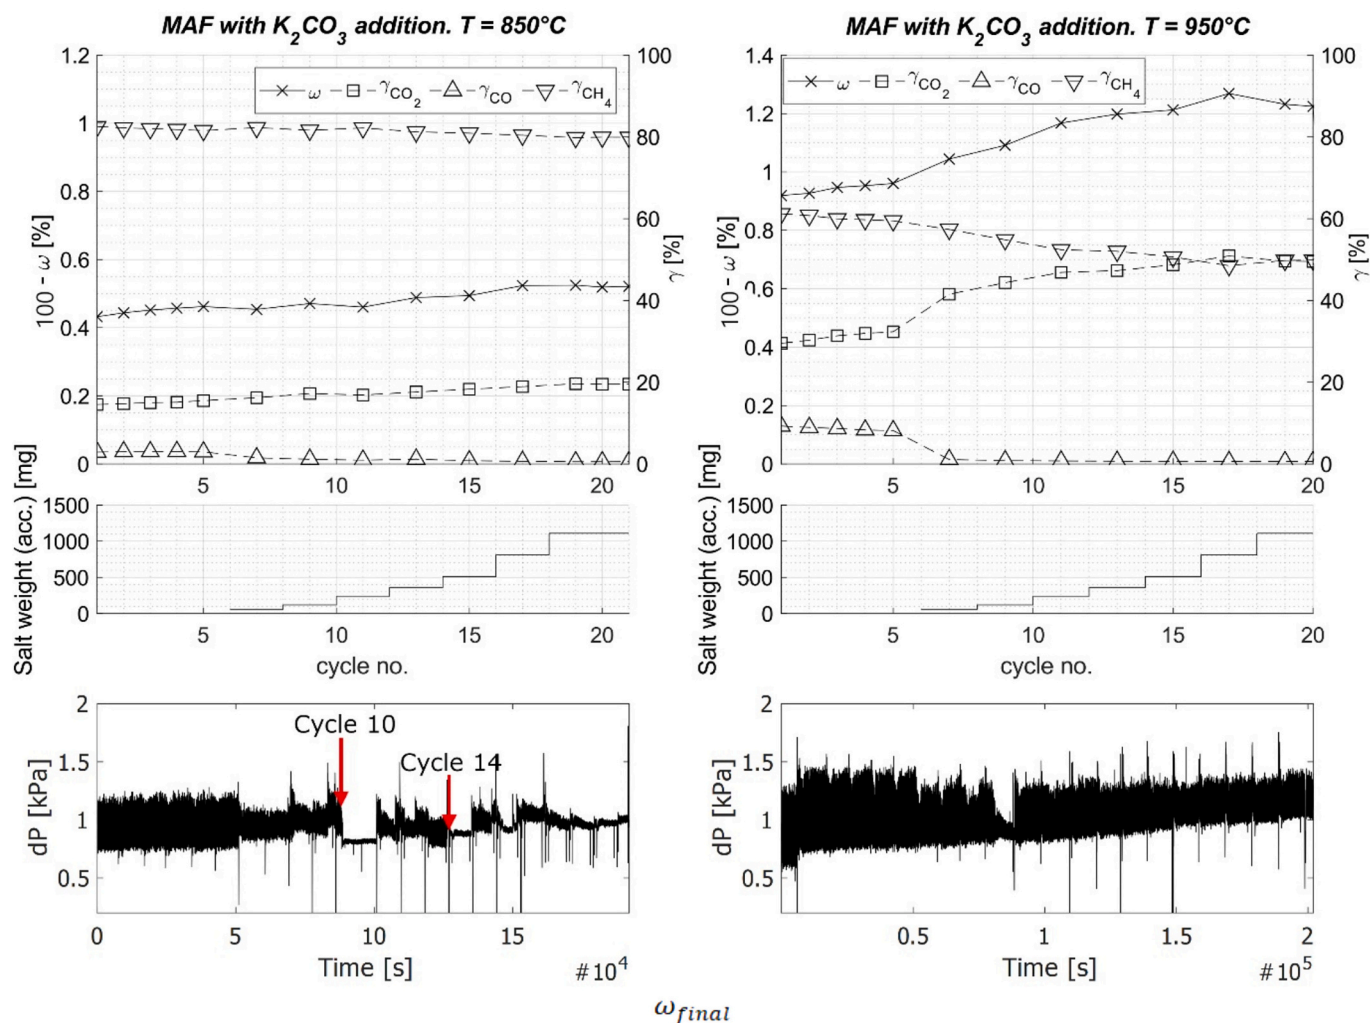 MAF with K₂CO₃ addition. T = 850°C
1.2
1
0.8
0.6
0.4
0.2
0
100 - ω [%]
100
80
60
40
20
0
γ [%]
ω γCO₂ γCO γCH₄
5 10 15 20
Salt weight (acc.) [mg]
1500
1000
500
0
5 10 15 20
cycle no.
dP [kPa]
2
1.5
1
0.5
Cycle 10
Cycle 14
0 5 10 15
Time [s]
#10⁴
MAF with K₂CO₃ addition. T = 950°C
1.4
1.2
1
0.8
0.6
0.4
0.2
0
100 - ω [%]
100
80
60
40
20
0
γ [%]
ω γCO₂ γCO γCH₄
5 10 15 20
Salt weight (acc.) [mg]
1500
1000
500
0
5 10 15 20
cycle no.
dP [kPa]
2
1.5
1
0.5
0.5 1 1.5 2
Time [s]
#10⁵
ωfinal